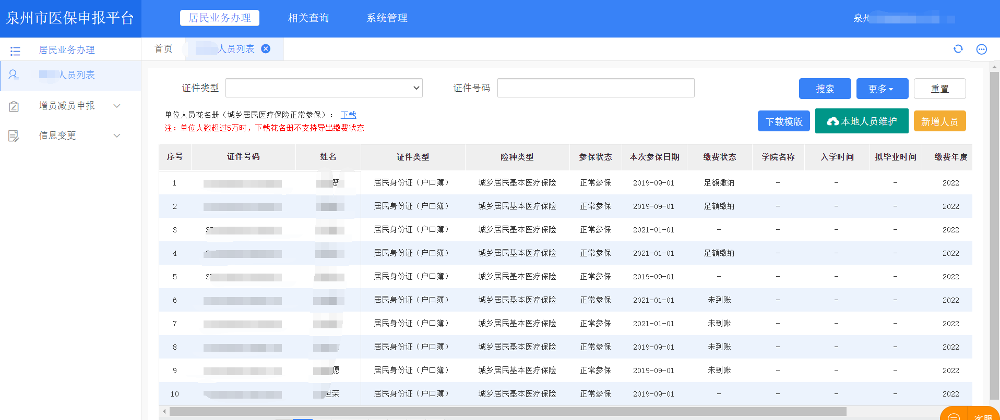 泉州市医保申报平台
居民业务办理 相关查询 系统管理 泉州
居民业务办理 首页 人员列表
人员列表
增员减员申报
信息变更
证件类型 证件号码 搜索 更多 重置
单位人员花名册（城乡居民医疗保险正常参保）： 下载
注：单位人数超过5万时，下载花名册不支持导出缴费状态
下载模版 本地人员维护 新增人员
序号 证件号码 姓名 证件类型 险种类型 参保状态 本次参保日期 缴费状态 学院名称 入学时间 拟毕业时间 缴费年度
1 楚 居民身份证（户口簿） 城乡居民基本医疗保险 正常参保 2019-09-01 足额缴纳 - - - 2022
2 居民身份证（户口簿） 城乡居民基本医疗保险 正常参保 2019-09-01 足额缴纳 - - - 2022
3 居民身份证（户口簿） 城乡居民基本医疗保险 正常参保 2021-01-01 - - - - 2022
4 居民身份证（户口簿） 城乡居民基本医疗保险 正常参保 2021-01-01 足额缴纳 - - - 2022
5 居民身份证（户口簿） 城乡居民基本医疗保险 正常参保 2019-09-01 - - - - 2022
6 居民身份证（户口簿） 城乡居民基本医疗保险 正常参保 2021-01-01 未到账 - - - 2022
7 居民身份证（户口簿） 城乡居民基本医疗保险 正常参保 2021-01-01 未到账 - - - 2022
8 居民身份证（户口簿） 城乡居民基本医疗保险 正常参保 2019-09-01 未到账 - - - 2022
9 愿 居民身份证（户口簿） 城乡居民基本医疗保险 正常参保 2019-09-01 未到账 - - - 2022
10 世荣 居民身份证（户口簿） 城乡居民基本医疗保险 正常参保 2019-09-01 - - - - 2022
客服